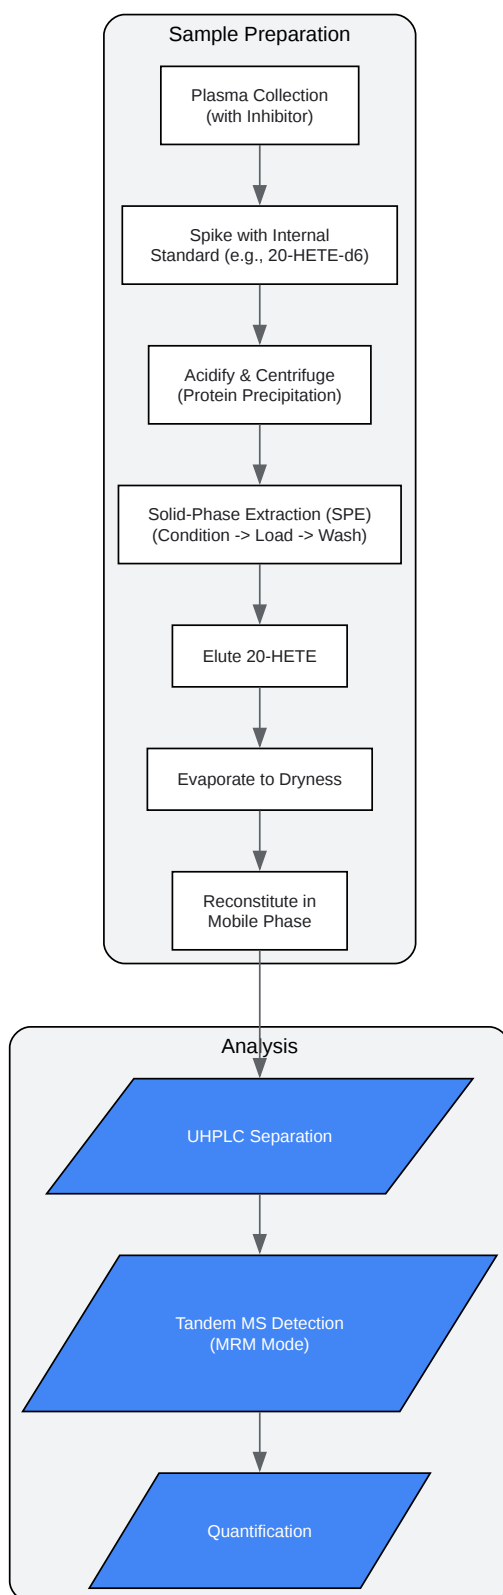 Sample Preparation
Plasma Collection
(with Inhibitor)
Spike with Internal
Standard (e.g., 20-HETE-d6)
Acidify & Centrifuge
(Protein Precipitation)
Solid-Phase Extraction (SPE)
(Condition -> Load -> Wash)
Elute 20-HETE
Evaporate to Dryness
Reconstitute in
Mobile Phase
Analysis
UHPLC Separation
Tandem MS Detection
(MRM Mode)
Quantification